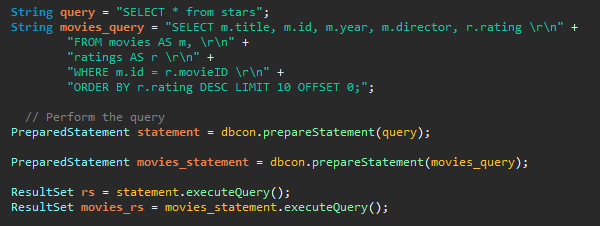 String query = "SELECT * from stars";
String movies_query = "SELECT m.title, m.id, m.year, m.director, r.rating \r\n" +
"FROM movies AS m, \r\n" +
"ratings AS r \r\n" +
"WHERE m.id = r.movieID \r\n" +
"ORDER BY r.rating DESC LIMIT 10 OFFSET 0;";
// Perform the query
PreparedStatement statement = dbcon.prepareStatement(query);
PreparedStatement movies_statement = dbcon.prepareStatement(movies_query);
ResultSet rs = statement.executeQuery();
ResultSet movies_rs = movies_statement.executeQuery();